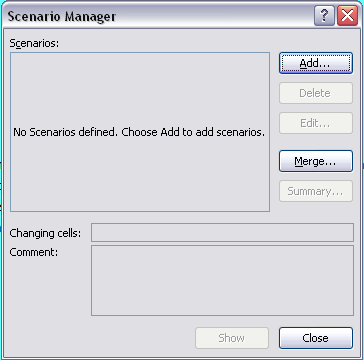 Scenario Manager
?
Scenarios:
No Scenarios defined. Choose Add to add scenarios.
Add...
Delete
Edit...
Merge...
Summary...
Changing cells:
Comment:
Show
Close